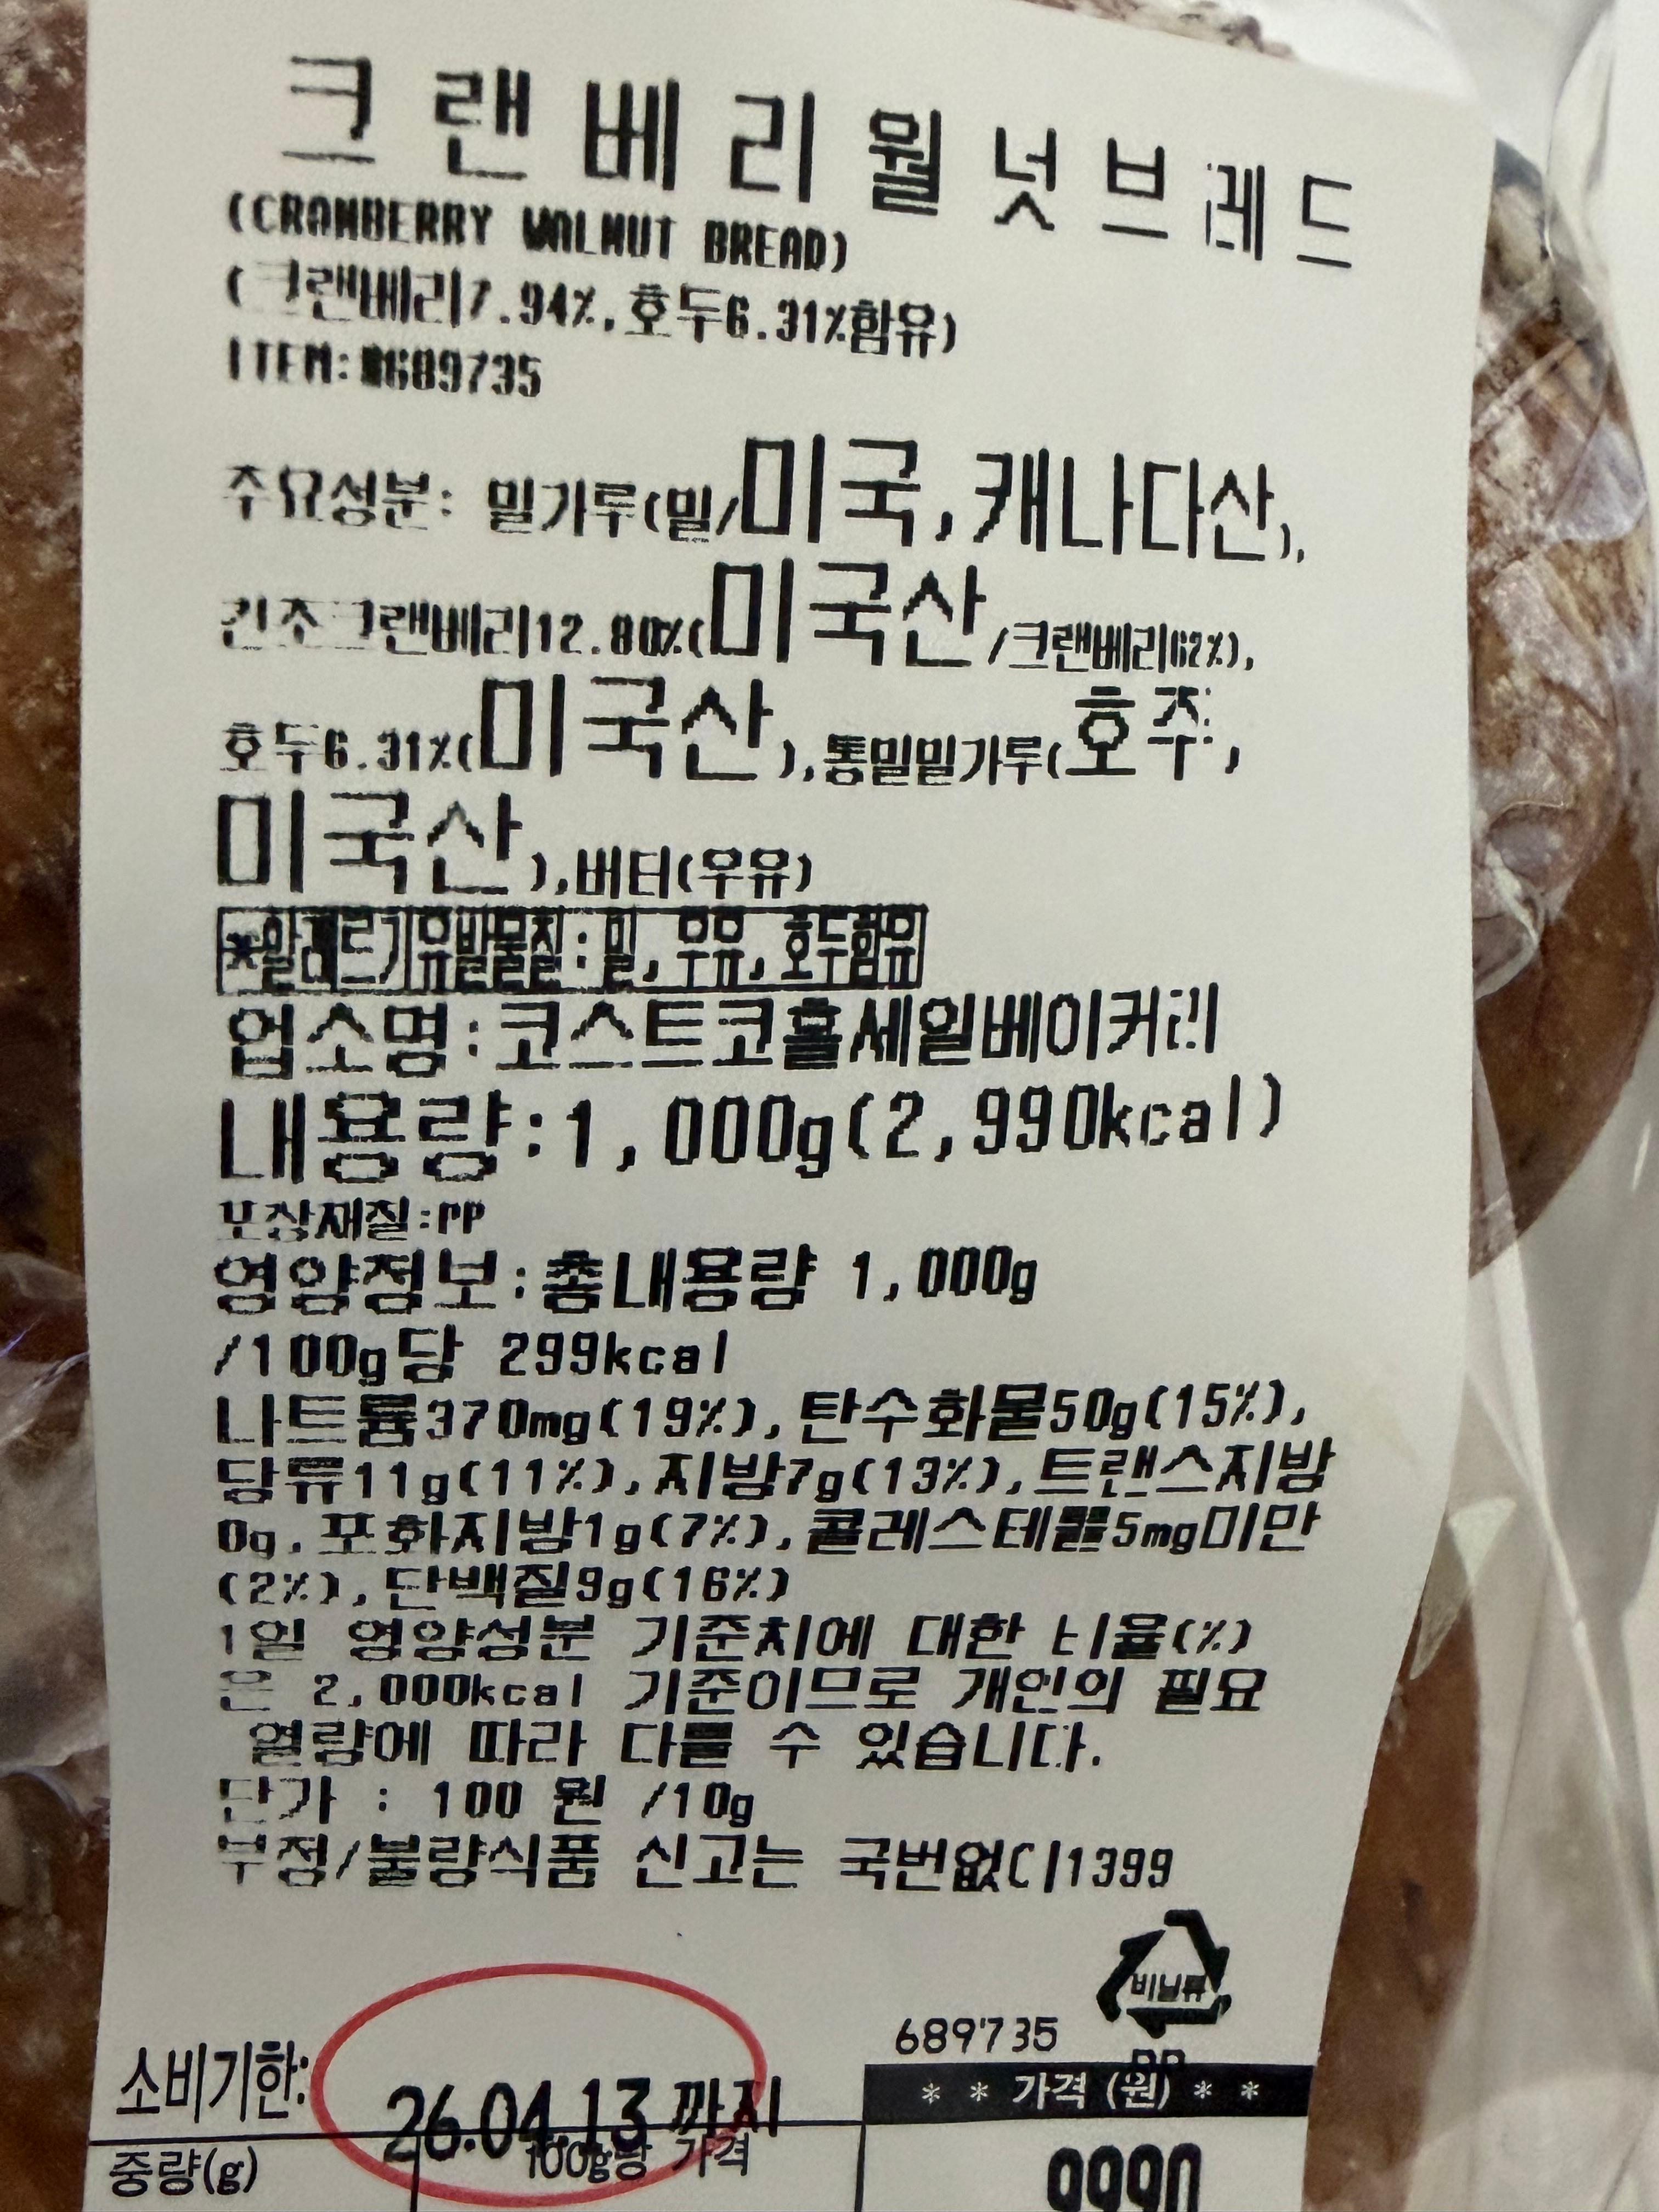 크랜베리월넛브레드
(CRANBERRY WALNUT BREAD)
(크랜베리7.94%,호두6.31%함유)
ITEM:#689735
주요성분: 밀가루(밀/미국,캐나다산),
건조크랜베리12.80%(미국산/크랜베리62%),
호두6.31%(미국산),통밀밀가루(호주,
미국산),버터(우유)
*알레르기유발물질:밀,우유,호두함유
업소명:코스트코홀세일베이커리
내용량:1,000g(2,990kcal)
포장재질:PP
영양정보:총내용량 1,000g
/100g당 299kcal
나트륨370mg(19%),탄수화물50g(15%),
당류11g(11%),지방7g(13%),트랜스지방
0g,포화지방1g(7%),콜레스테롤5mg미만
(2%),단백질9g(16%)
1일 영양성분 기준치에 대한 비율(%)
은 2,000kcal 기준이므로 개인의 필요
열량에 따라 다를 수 있습니다.
단가 : 100 원 /10g
부정/불량식품 신고는 국번없이1399
비닐류
PP
689735
소비기한: 26.04.13 까지
* * 가격 (원) * *
중량(g) 100g당 가격
9990